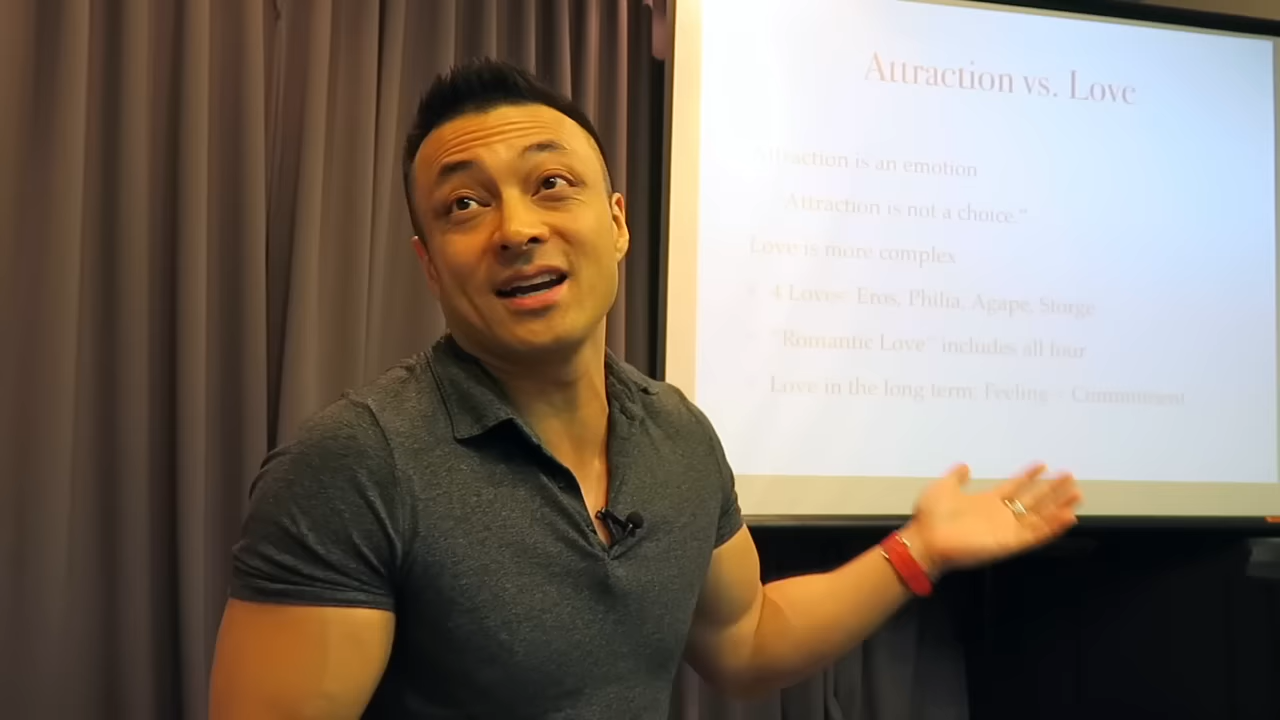 Attraction vs. Love
Attraction is an emotion
Attraction is not a choice."
Love is more complex
4 Loves: Eros, Philia, Agape, Storge
"Romantic Love" includes all four
Love in the long term: Feeling Commitment